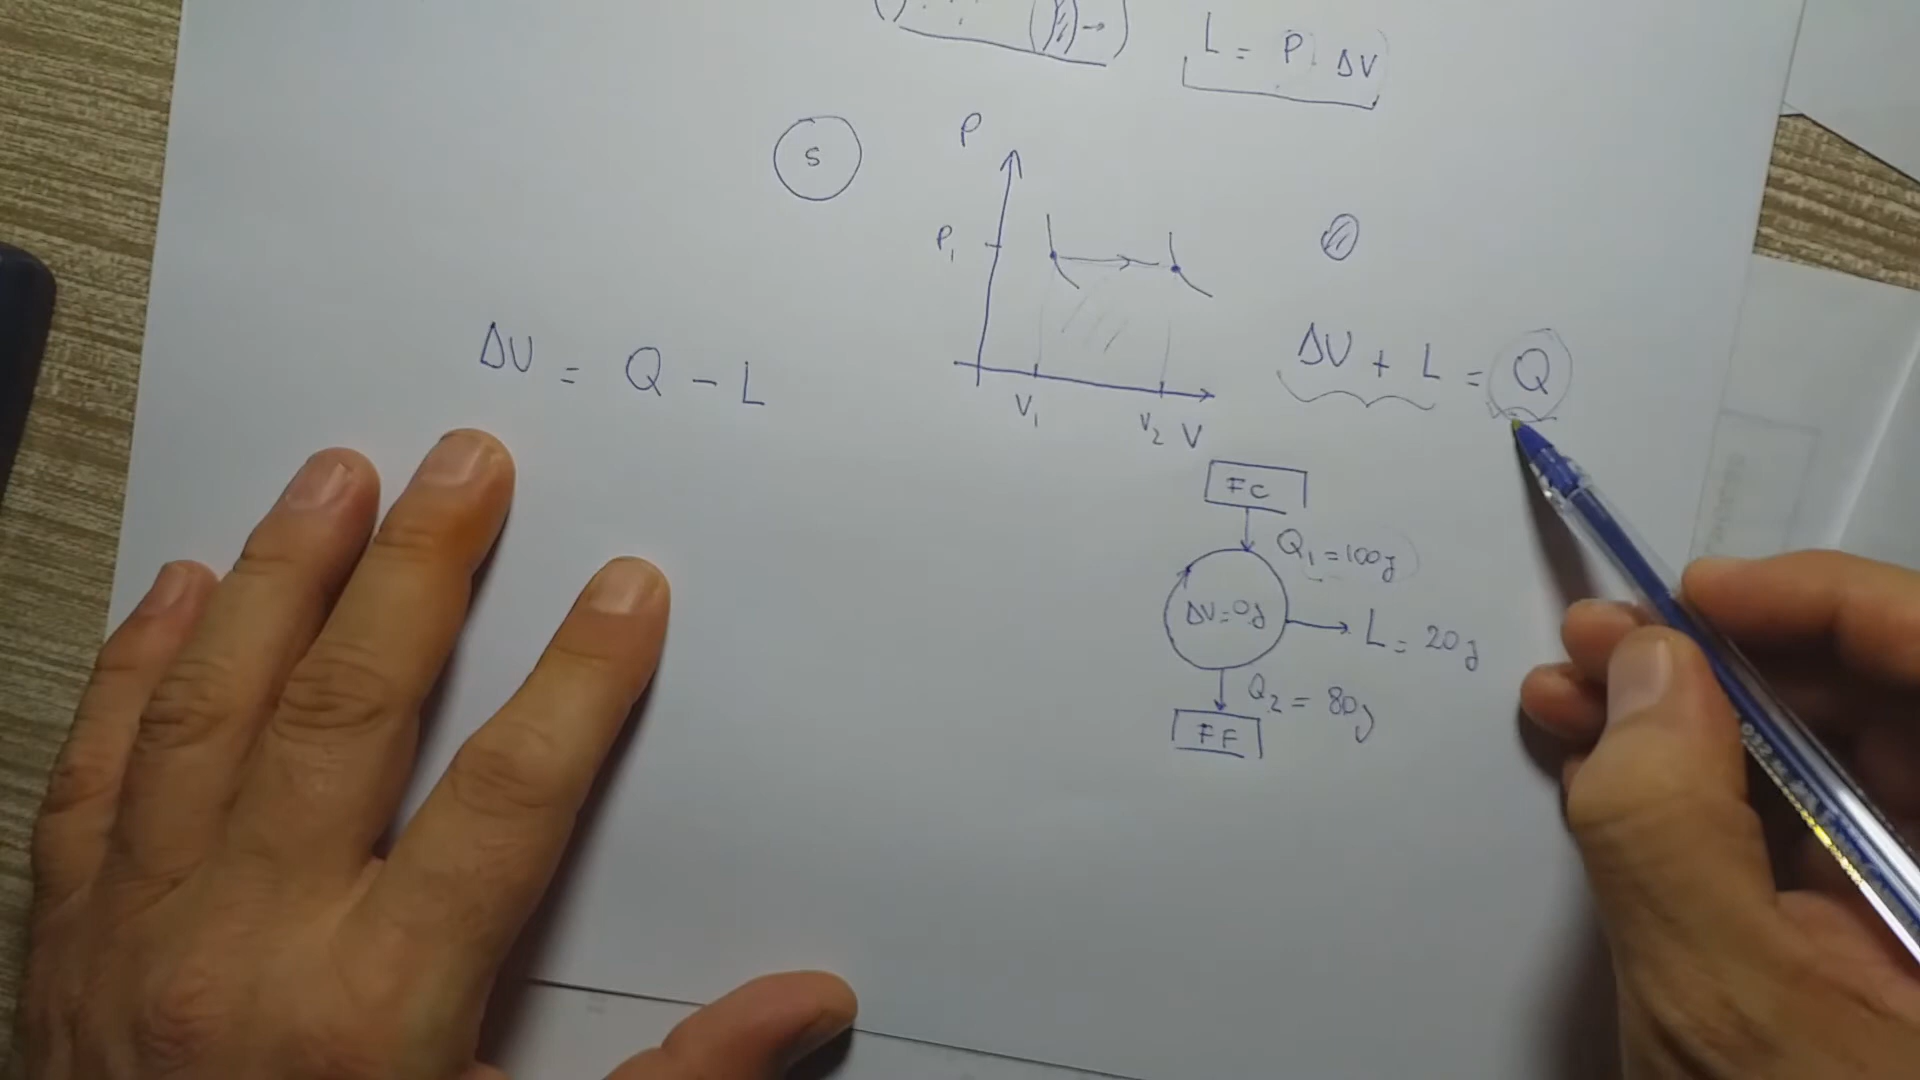 L = P . ΔV
S
P
P1
ΔU = Q - L
ΔU + L = Q
V1
V2 V
FC
Q1 = 100J
ΔU = 0J
L = 20J
Q2 = 80J
FF